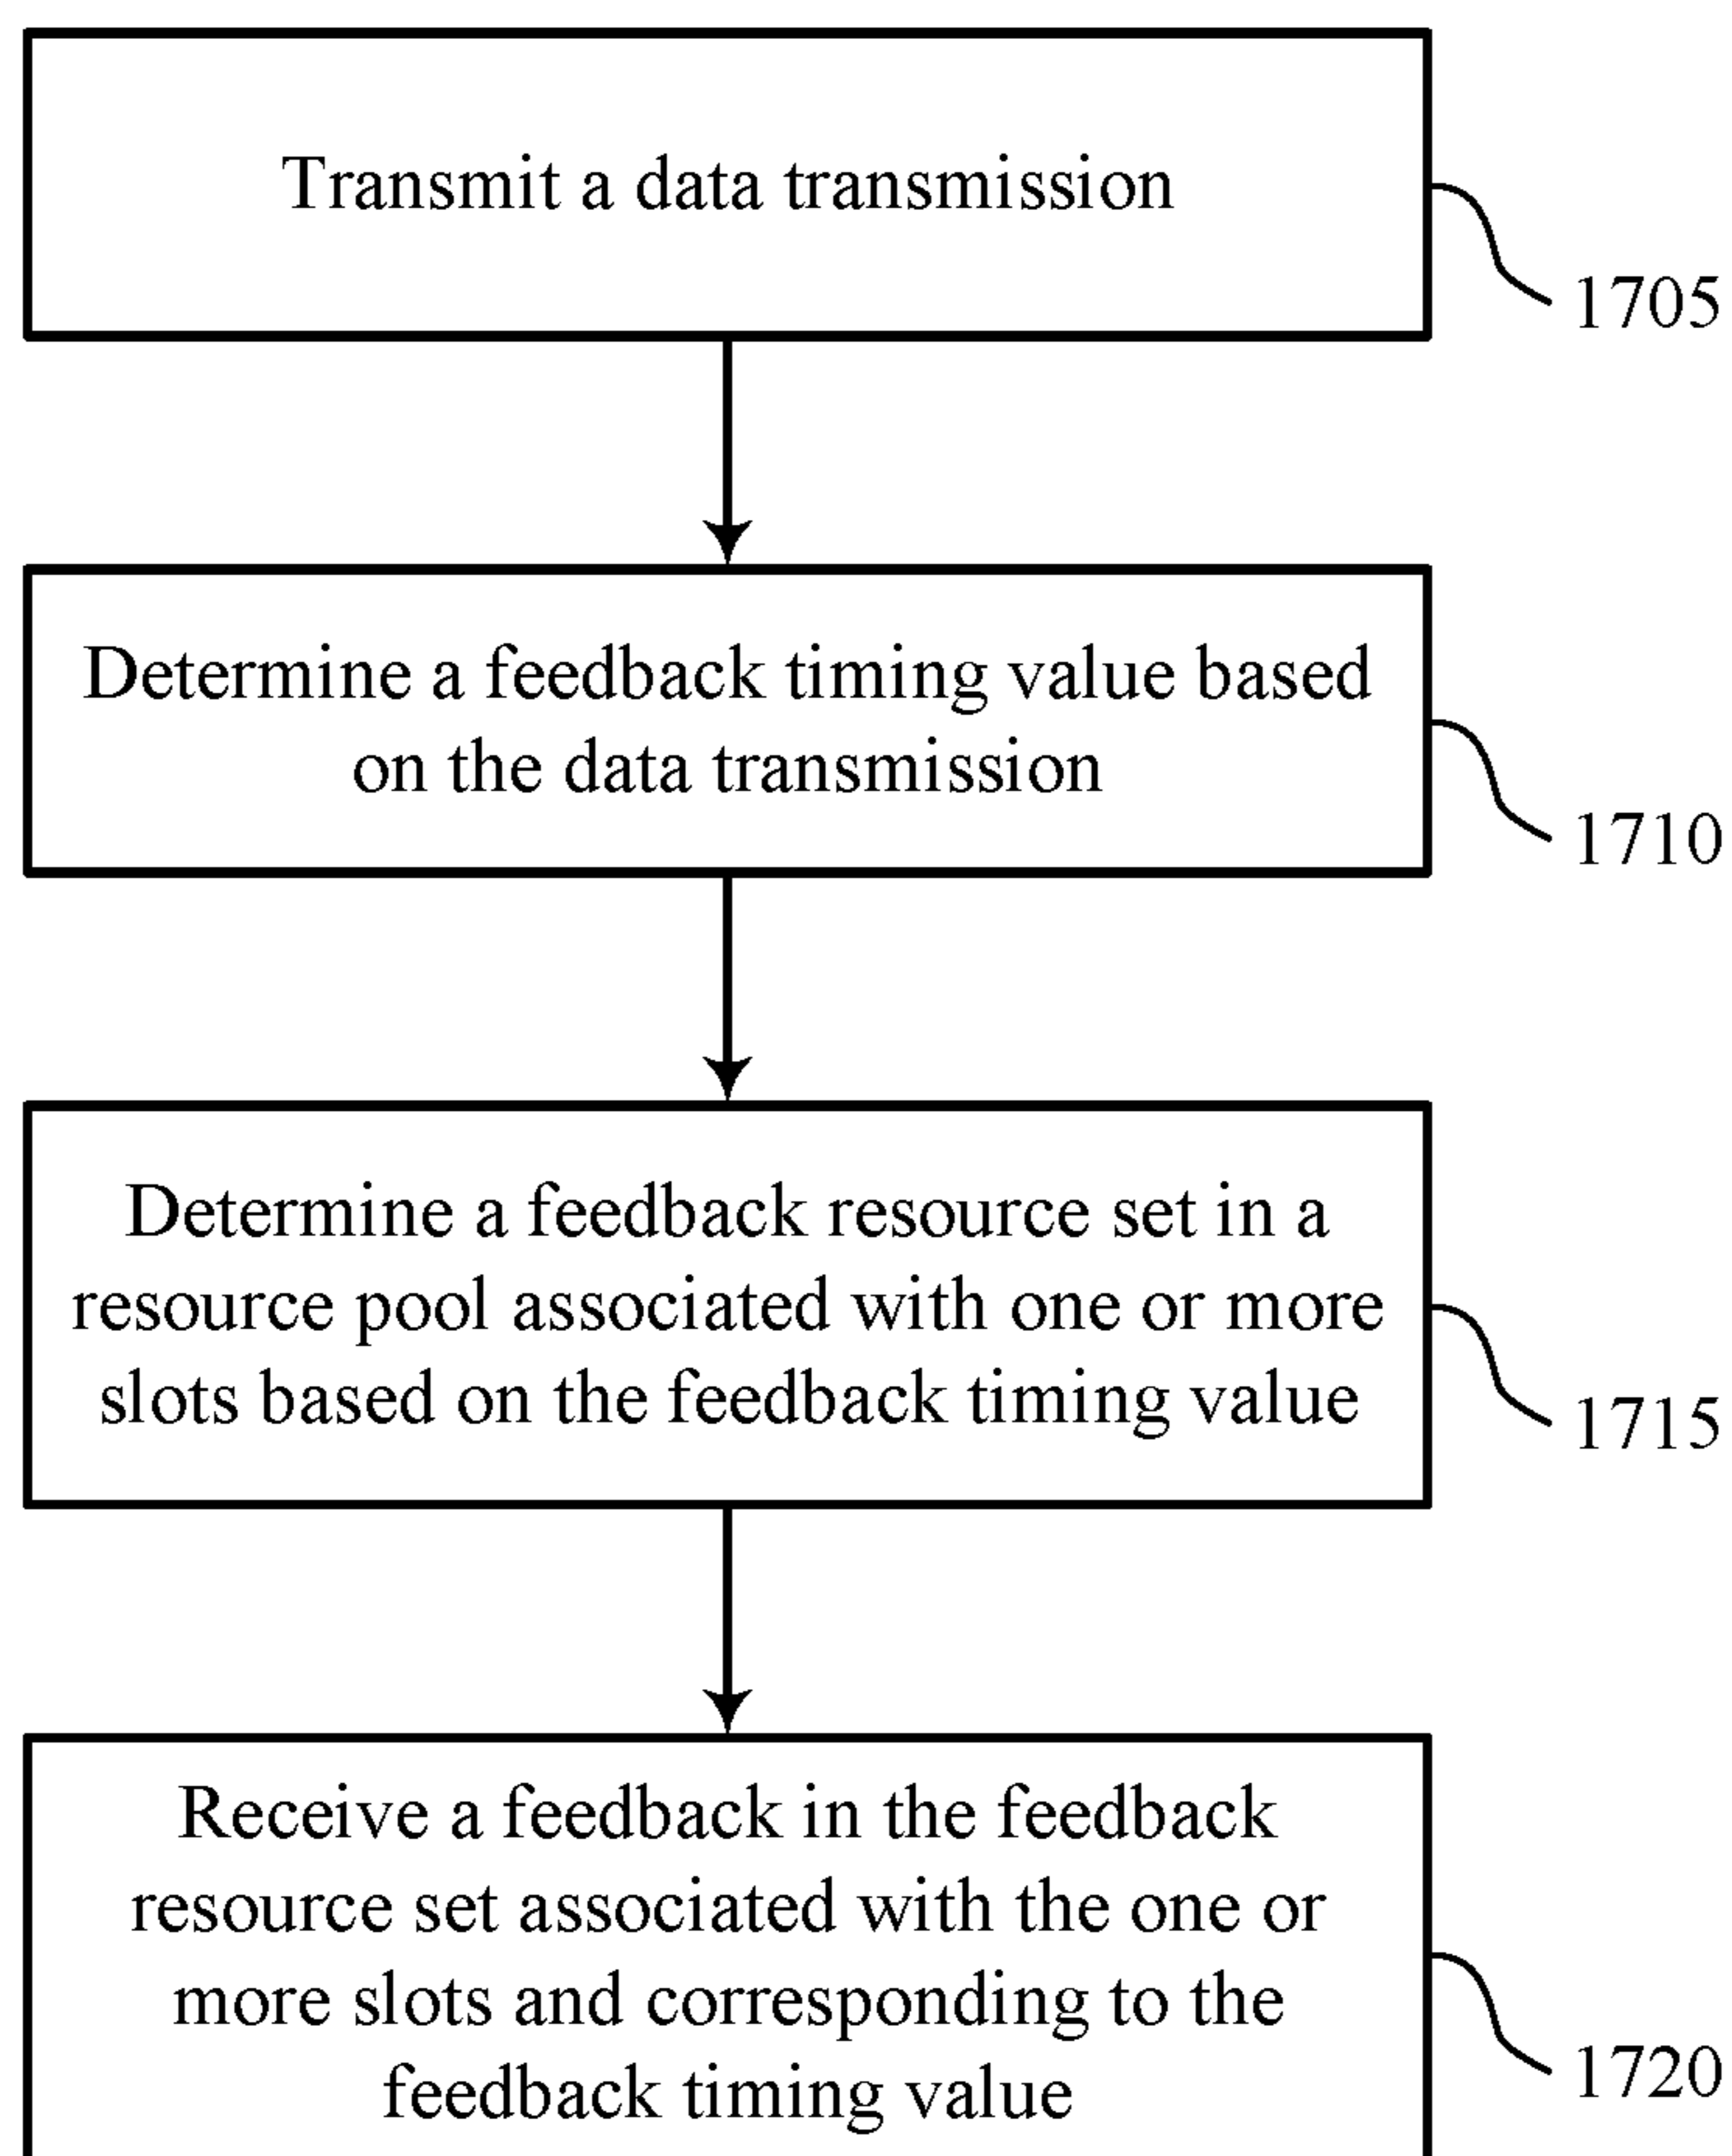 Transmit a data transmission
1705
Determine a feedback timing value based
on the data transmission
1710
Determine a feedback resource set in a
resource pool associated with one or more
slots based on the feedback timing value
1715
Receive a feedback in the feedback
resource set associated with the one or
more slots and corresponding to the
feedback timing value
1720